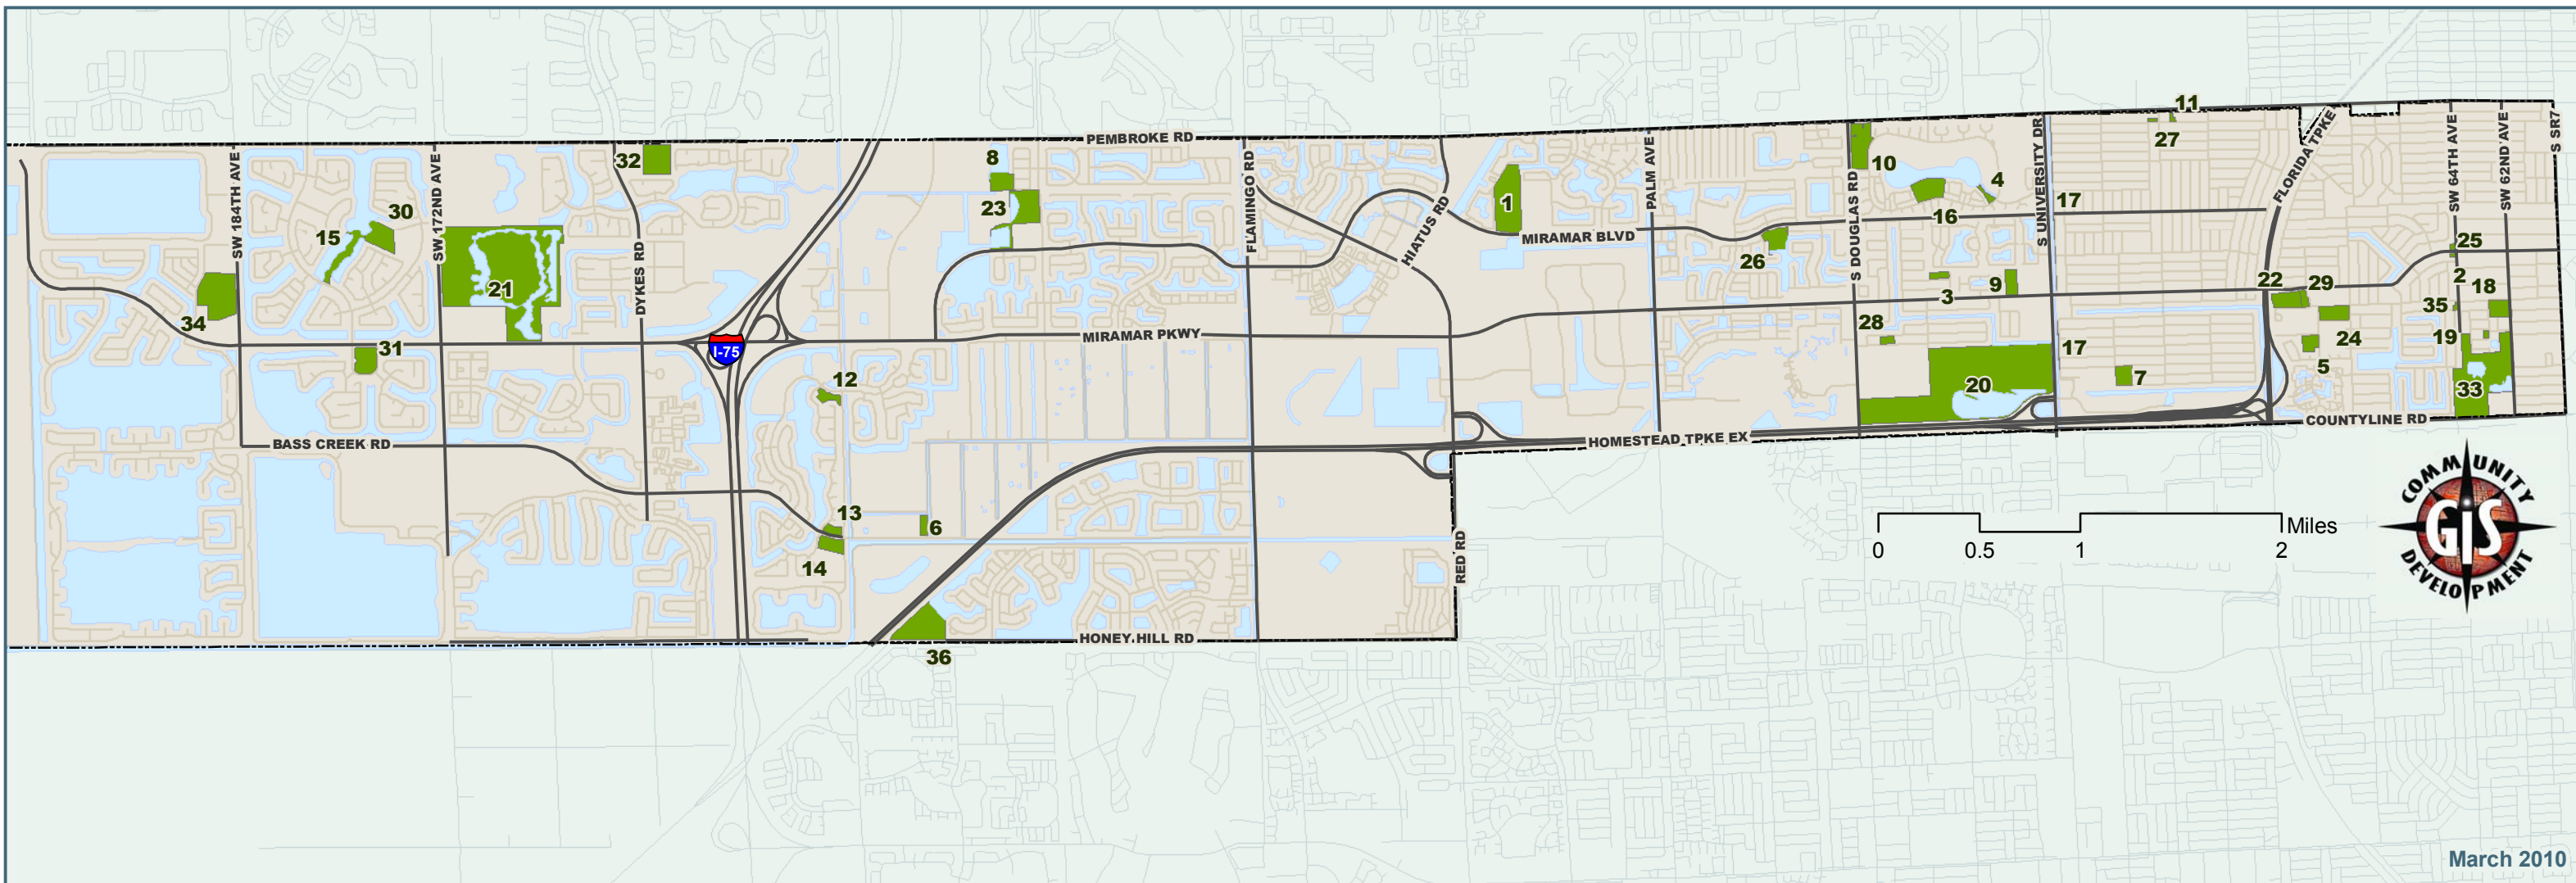 11
PEMBROKE RD
32
8
27
10
4
1
30
15
23
17
16
MIRAMAR BLVD
26
25
21
34
9
3
22
29
2
18
35
28
MIRAMAR PKWY
I-75
31
12
17
19
24
5
7
20
33
BASS CREEK RD
HOMESTEAD TPKE EX
COUNTYLINE RD
13
6
14
HONEY HILL RD
36
SW 184TH AVE
SW 172ND AVE
DYKES RD
FLAMINGO RD
HIATUS RD
RED RD
PALM AVE
S DOUGLAS RD
S UNIVERSITY DR
FLORIDA TPKE
SW 64TH AVE
SW 62ND AVE
S SR7
Miles
0 0.5 1 2
COMMUNITY
GIS
DEVELOPMENT
March 2010